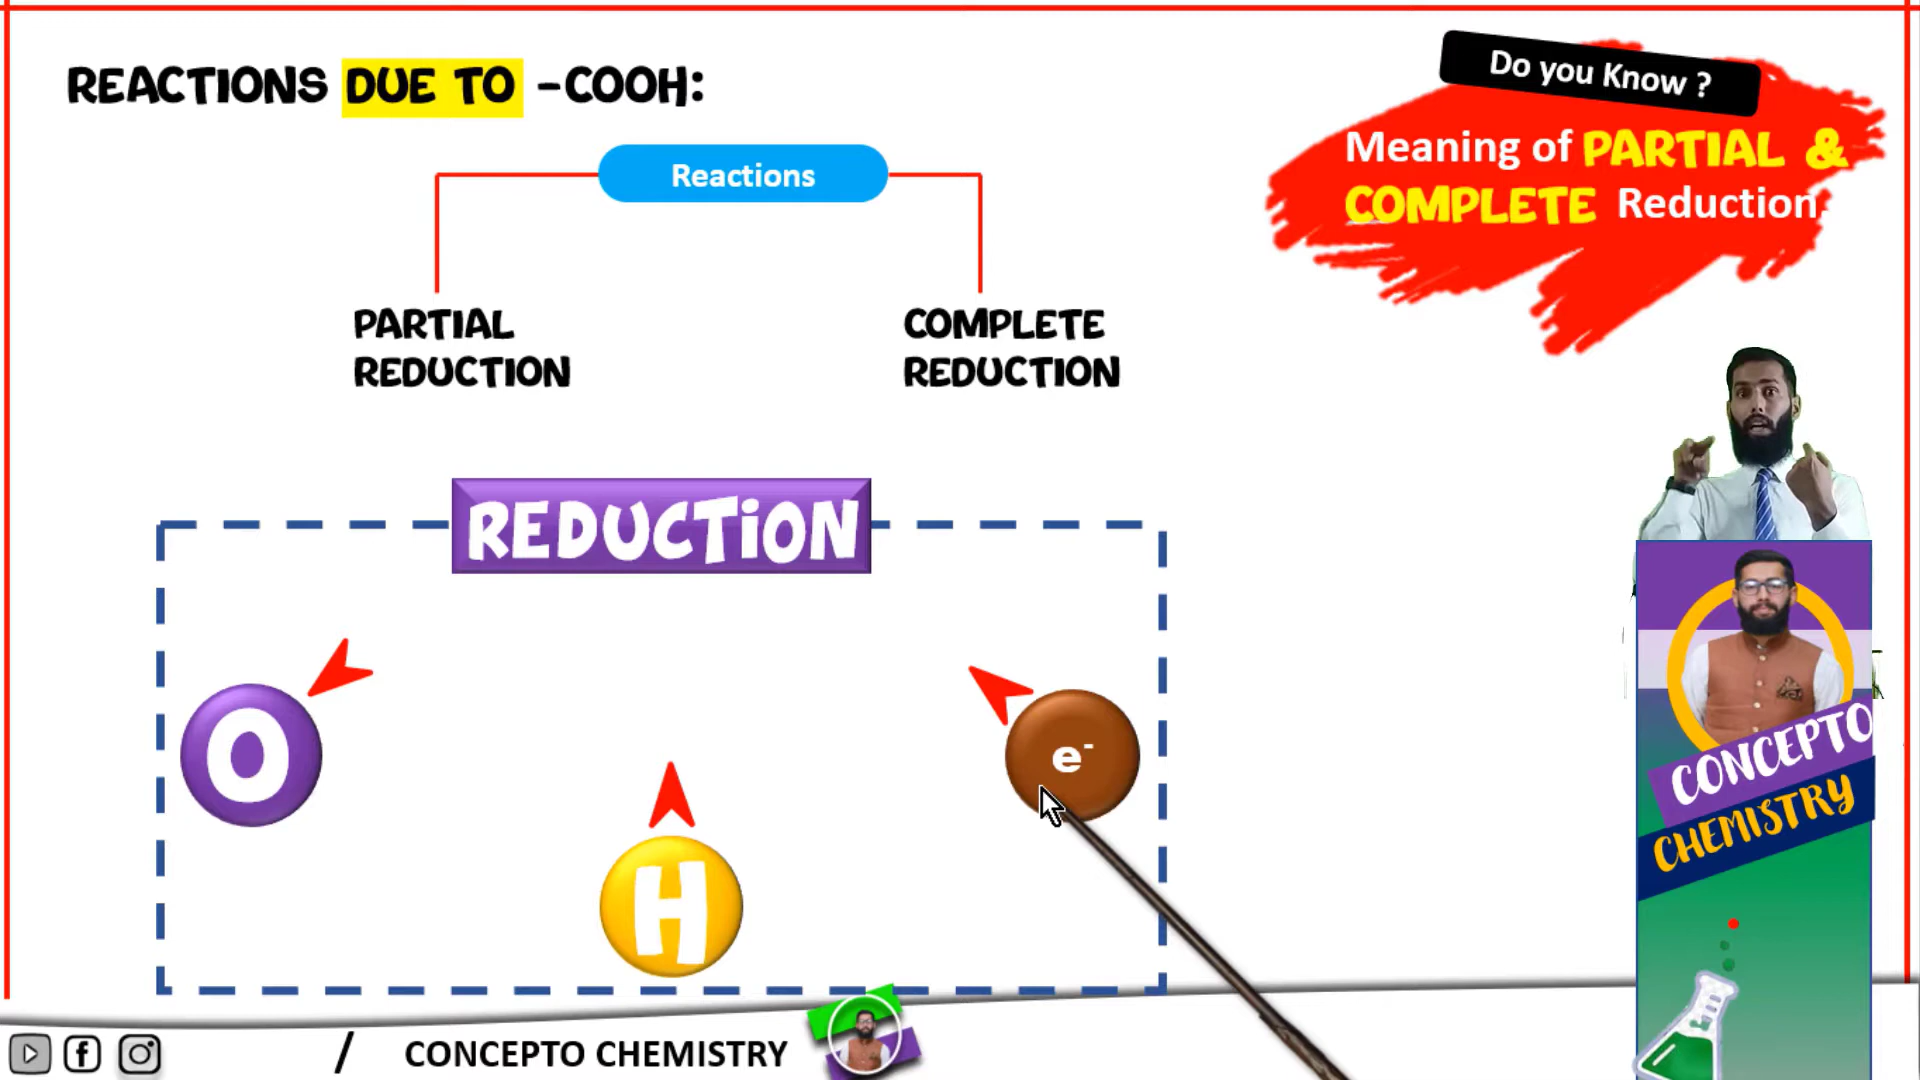 REACTIONS DUE TO -COOH:
Do you Know ?
Meaning of PARTIAL &
COMPLETE Reduction
Reactions
PARTIAL
REDUCTION
COMPLETE
REDUCTION
REDUCTION
O
e-
H
CONCEPTO
CHEMISTRY
/ CONCEPTO CHEMISTRY